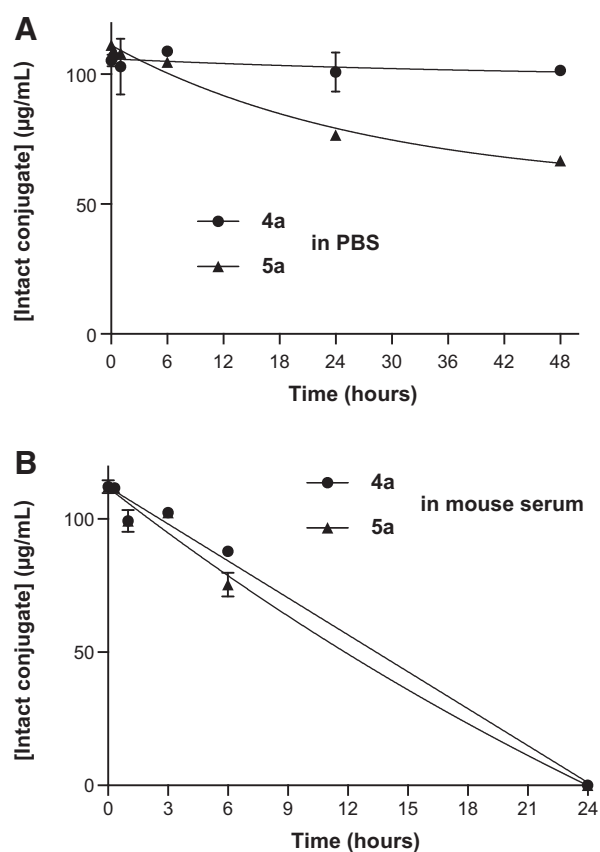 A
[Intact conjugate] (µg/mL)
100
50
0
4a
5a
in PBS
0 6 12 18 24 30 36 42 48
Time (hours)
B
[Intact conjugate] (µg/mL)
100
50
0
4a
5a
in mouse serum
0 3 6 9 12 15 18 21 24
Time (hours)